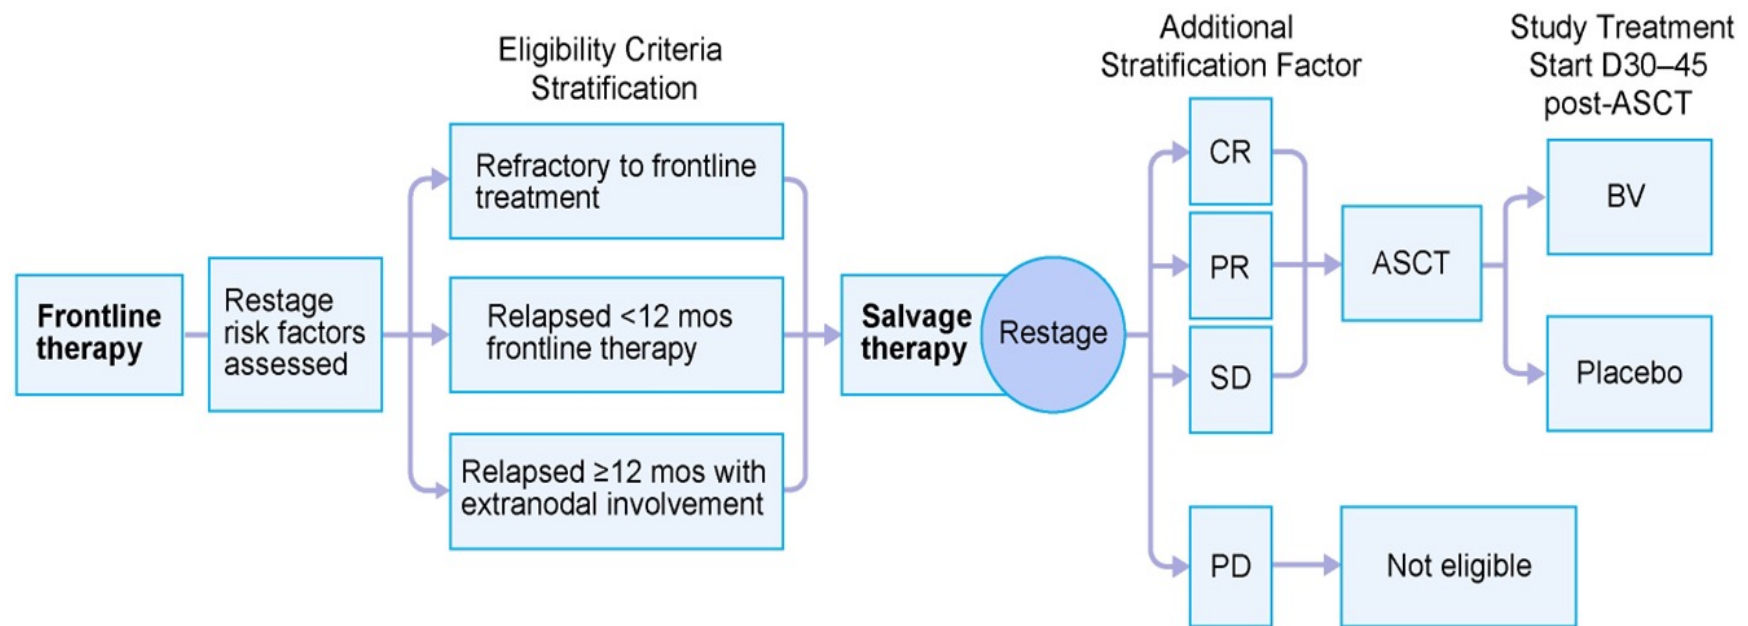 Eligibility Criteria
Stratification
Additional
Stratification Factor
Study Treatment
Start D30–45
post-ASCT
Frontline
therapy
Restage
risk factors
assessed
Refractory to frontline
treatment
Relapsed <12 mos
frontline therapy
Relapsed ≥12 mos with
extranodal involvement
Salvage
therapy
Restage
CR
PR
SD
PD
ASCT
Not eligible
BV
Placebo